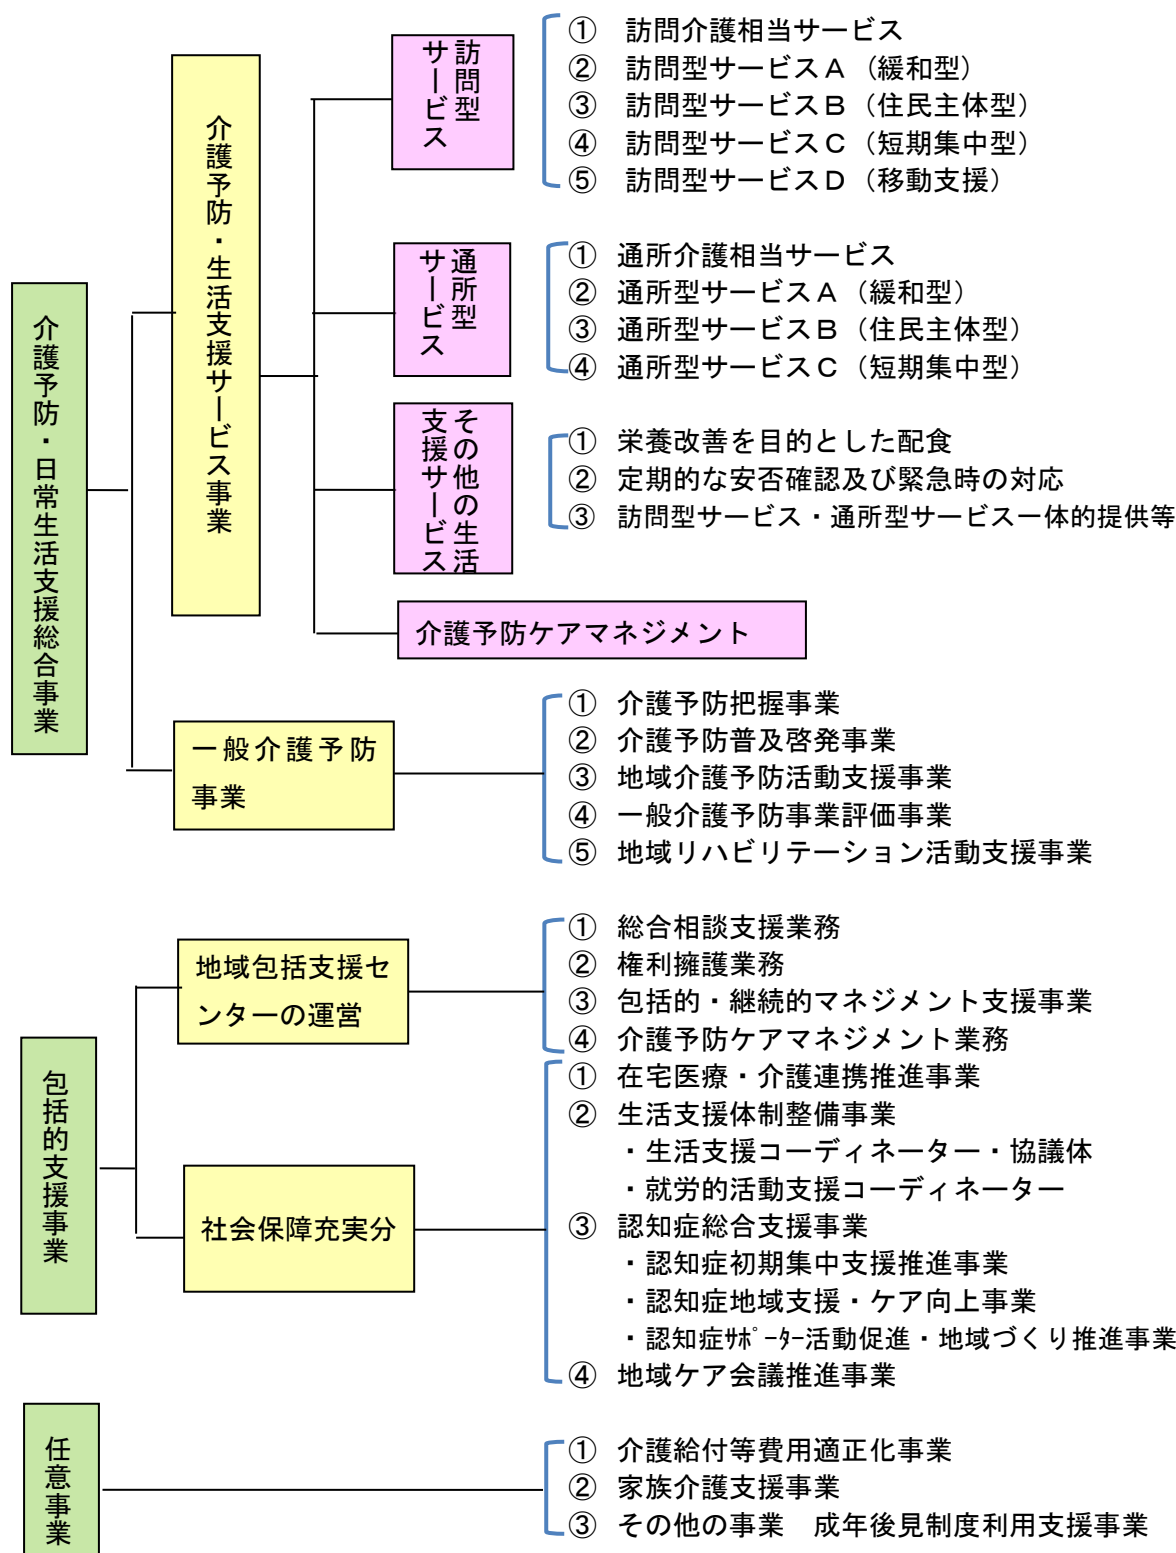 介護予防・日常生活支援総合事業
介護予防・生活支援サービス事業
訪問型
サービス
① 訪問介護相当サービス
② 訪問型サービスＡ（緩和型）
③ 訪問型サービスＢ（住民主体型）
④ 訪問型サービスＣ（短期集中型）
⑤ 訪問型サービスＤ（移動支援）
通所型
サービス
① 通所介護相当サービス
② 通所型サービスＡ（緩和型）
③ 通所型サービスＢ（住民主体型）
④ 通所型サービスＣ（短期集中型）
その他の生活
支援サービス
① 栄養改善を目的とした配食
② 定期的な安否確認及び緊急時の対応
③ 訪問型サービス・通所型サービス一体的提供等
介護予防ケアマネジメント
一般介護予防
事業
① 介護予防把握事業
② 介護予防普及啓発事業
③ 地域介護予防活動支援事業
④ 一般介護予防事業評価事業
⑤ 地域リハビリテーション活動支援事業
包括的支援事業
地域包括支援セ
ンターの運営
① 総合相談支援業務
② 権利擁護業務
③ 包括的・継続的マネジメント支援事業
④ 介護予防ケアマネジメント業務
社会保障充実分
① 在宅医療・介護連携推進事業
② 生活支援体制整備事業
・生活支援コーディネーター・協議体
・就労的活動支援コーディネーター
③ 認知症総合支援事業
・認知症初期集中支援推進事業
・認知症地域支援・ケア向上事業
・認知症ｻﾎﾟｰﾀｰ活動促進・地域づくり推進事業
④ 地域ケア会議推進事業
任意事業
① 介護給付等費用適正化事業
② 家族介護支援事業
③ その他の事業　成年後見制度利用支援事業